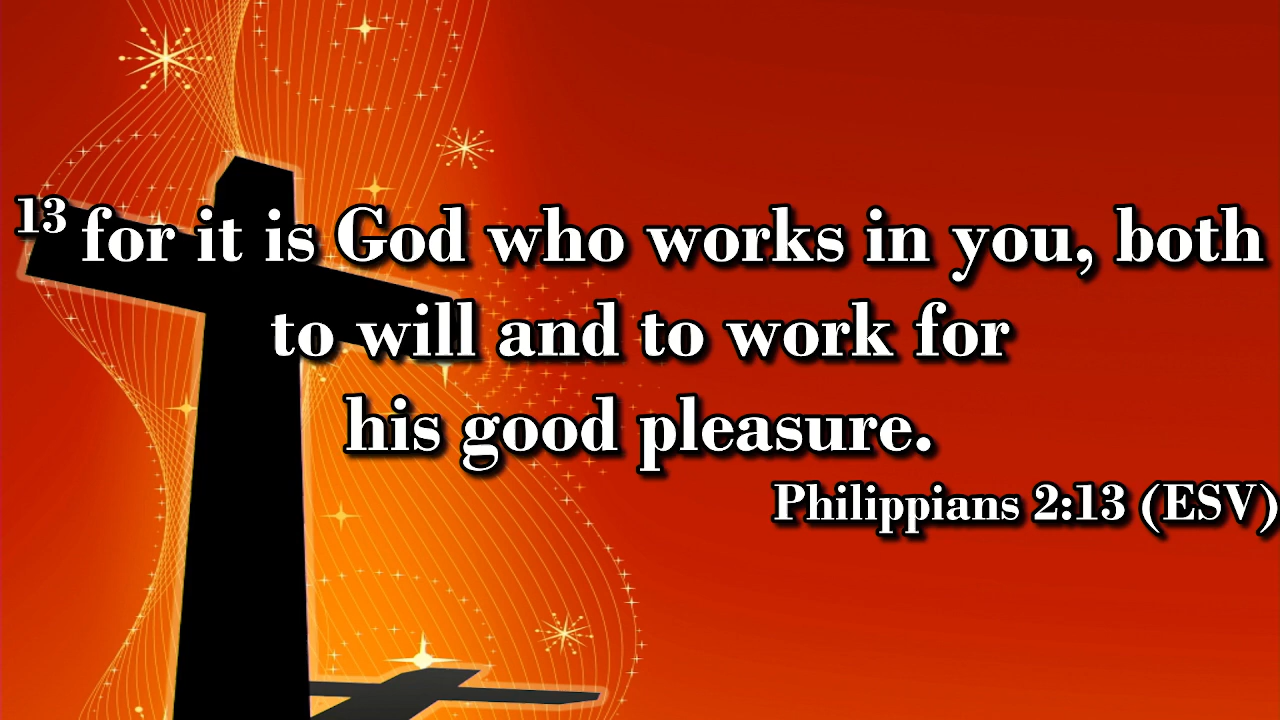 13 for it is God who works in you, both
to will and to work for
his good pleasure.
Philippians 2:13 (ESV)